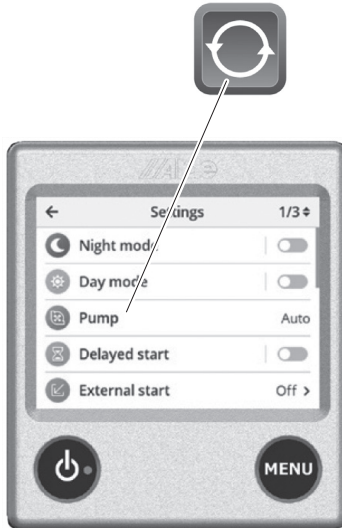 Settings 1/3
Night mode
Day mode
Pump Auto
Delayed start
External start Off >
MENU